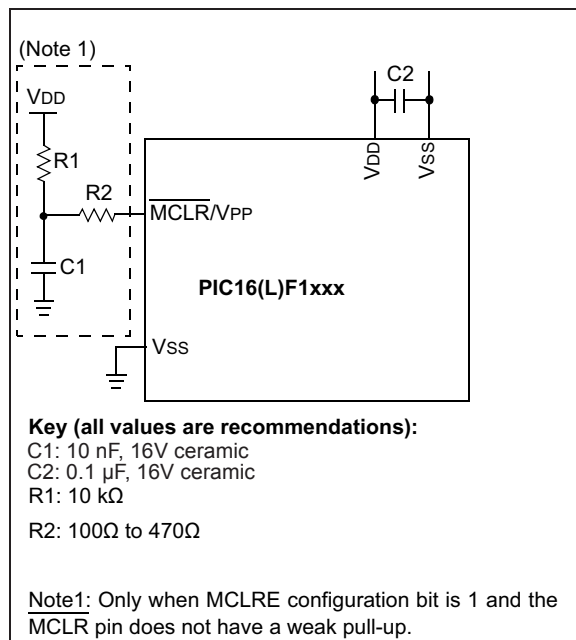 (Note 1)
C2
VDD
R1
VDD
VSS
R2
MCLR/VPP
C1
PIC16(L)F1xxx
VSS
Key (all values are recommendations):
C1: 10 nF, 16V ceramic
C2: 0.1 µF, 16V ceramic
R1: 10 kΩ
R2: 100Ω to 470Ω
Note1: Only when MCLRE configuration bit is 1 and the
MCLR pin does not have a weak pull-up.